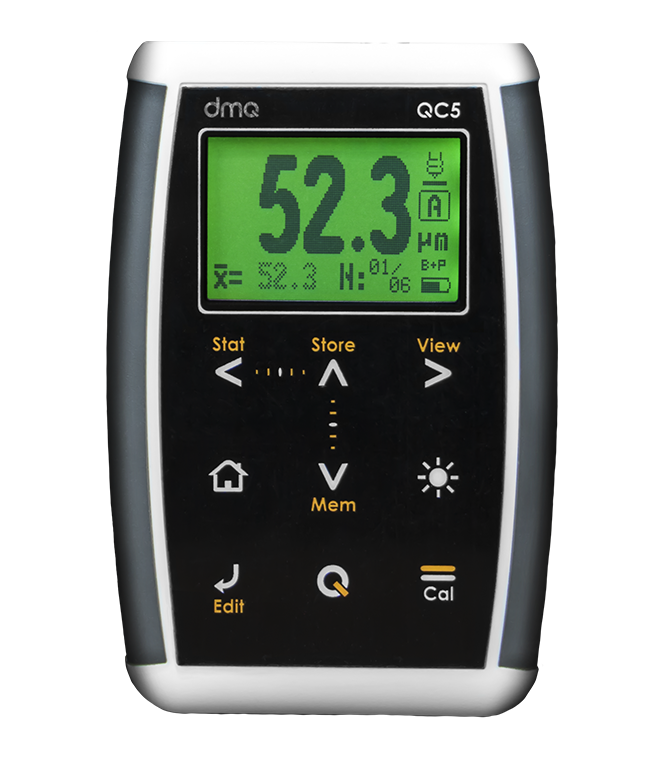 dmq QC5
52.3
A
µm
x̄= 52.3 N: 01/06 B+P
Stat Store View
Mem
Edit Cal